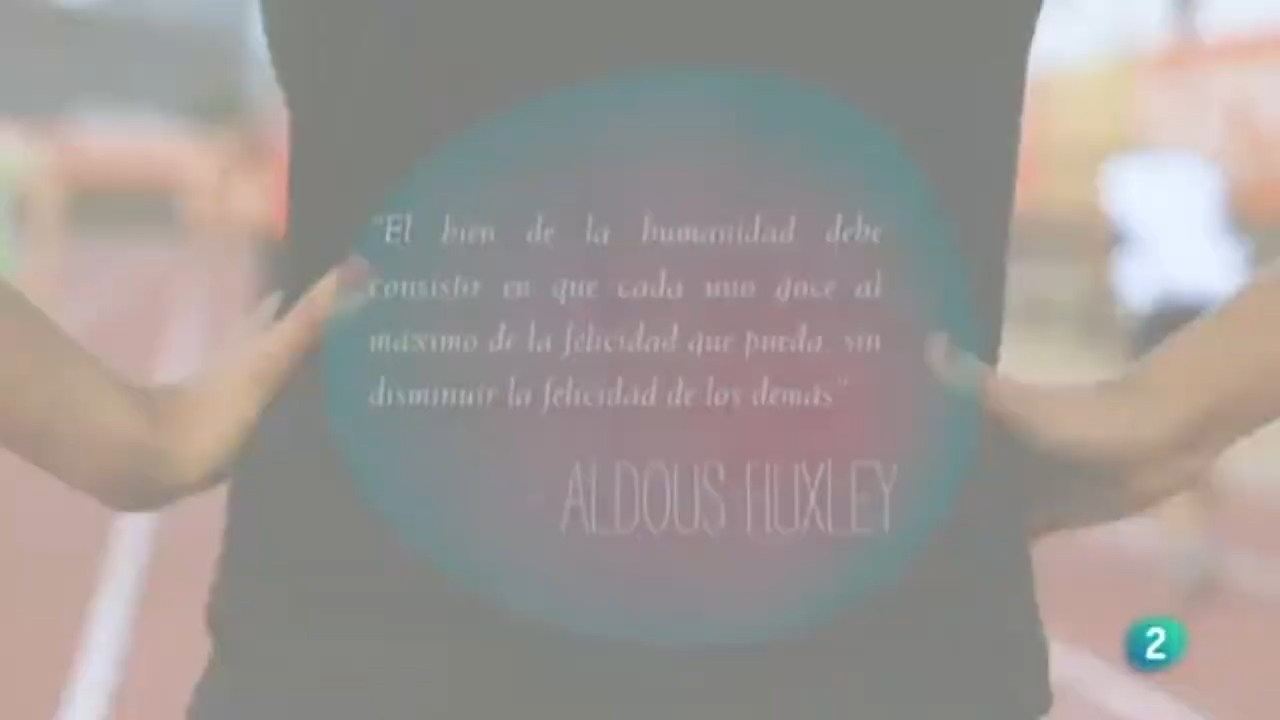 "El bien de la humanidad debe
consistir en que cada uno goce al
máximo de la felicidad que pueda, sin
disminuir la felicidad de los demás"
ALDOUS HUXLEY
2